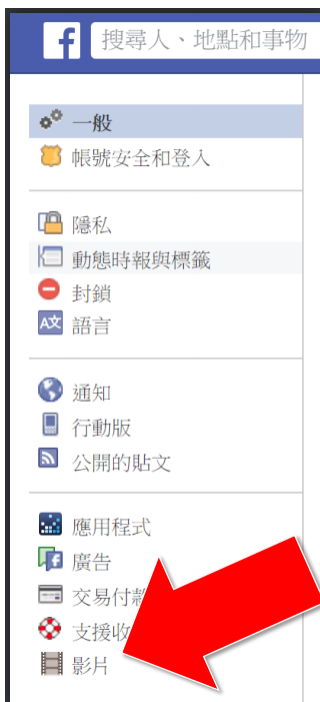 搜尋人、地點和事物
一般
帳號安全和登入
隱私
動態時報與標籤
封鎖
語言
通知
行動版
公開的貼文
應用程式
廣告
交易付款
支援收
影片